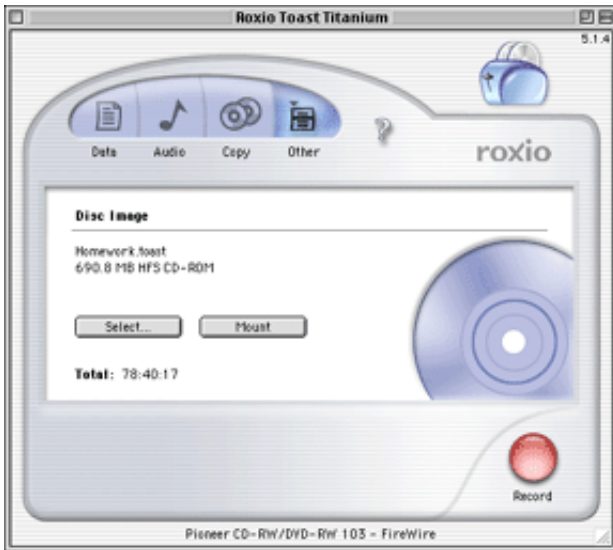 Roxio Toast Titanium
5.1.4
Data Audio Copy Other
roxio
Disc Image
Homework.toast
690.8 MB HFS CD-ROM
Select... Mount
Total: 78:40:17
Record
Pioneer CD-RW/DVD-RW 103 - FireWire